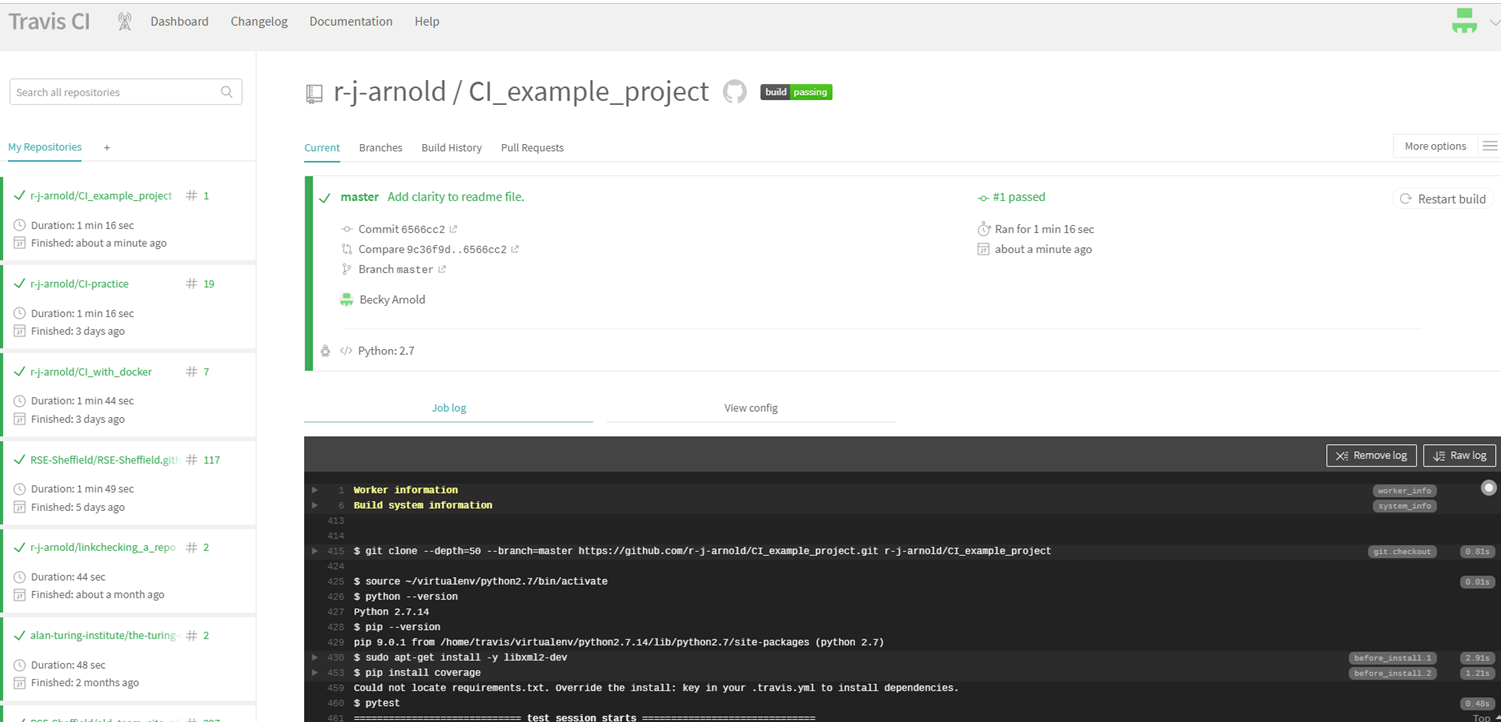 Travis CI Dashboard Changelog Documentation Help
Search all repositories
My Repositories +
r-j-arnold/CI_example_project # 1
Duration: 1 min 16 sec
Finished: about a minute ago
r-j-arnold/CI-practice # 19
Duration: 1 min 16 sec
Finished: 3 days ago
r-j-arnold/CI_with_docker # 7
Duration: 1 min 44 sec
Finished: 3 days ago
RSE-Sheffield/RSE-Sheffield.gith # 117
Duration: 1 min 49 sec
Finished: 5 days ago
r-j-arnold/linkchecking_a_repo # 2
Duration: 44 sec
Finished: about a month ago
alan-turing-institute/the-turing- # 2
Duration: 48 sec
Finished: 2 months ago
r-j-arnold / CI_example_project build passing
Current Branches Build History Pull Requests More options
master Add clarity to readme file.
Commit 6566cc2
Compare 9c36f9d..6566cc2
Branch master
Becky Arnold
#1 passed
Ran for 1 min 16 sec
about a minute ago
Restart build
</> Python: 2.7
Job log View config
Remove log Raw log
1 Worker information worker_info
6 Build system information system_info
413
414
415 $ git clone --depth=50 --branch=master https://github.com/r-j-arnold/CI_example_project.git r-j-arnold/CI_example_project git.checkout 0.81s
424
425 $ source ~/virtualenv/python2.7/bin/activate 0.01s
426 $ python --version
427 Python 2.7.14
428 $ pip --version
429 pip 9.0.1 from /home/travis/virtualenv/python2.7.14/lib/python2.7/site-packages (python 2.7)
430 $ sudo apt-get install -y libxml2-dev before_install.1 2.91s
453 $ pip install coverage before_install.2 1.21s
459 Could not locate requirements.txt. Override the install: key in your .travis.yml to install dependencies.
460 $ pytest 0.48s
461 ============================= test session starts ============================== Top